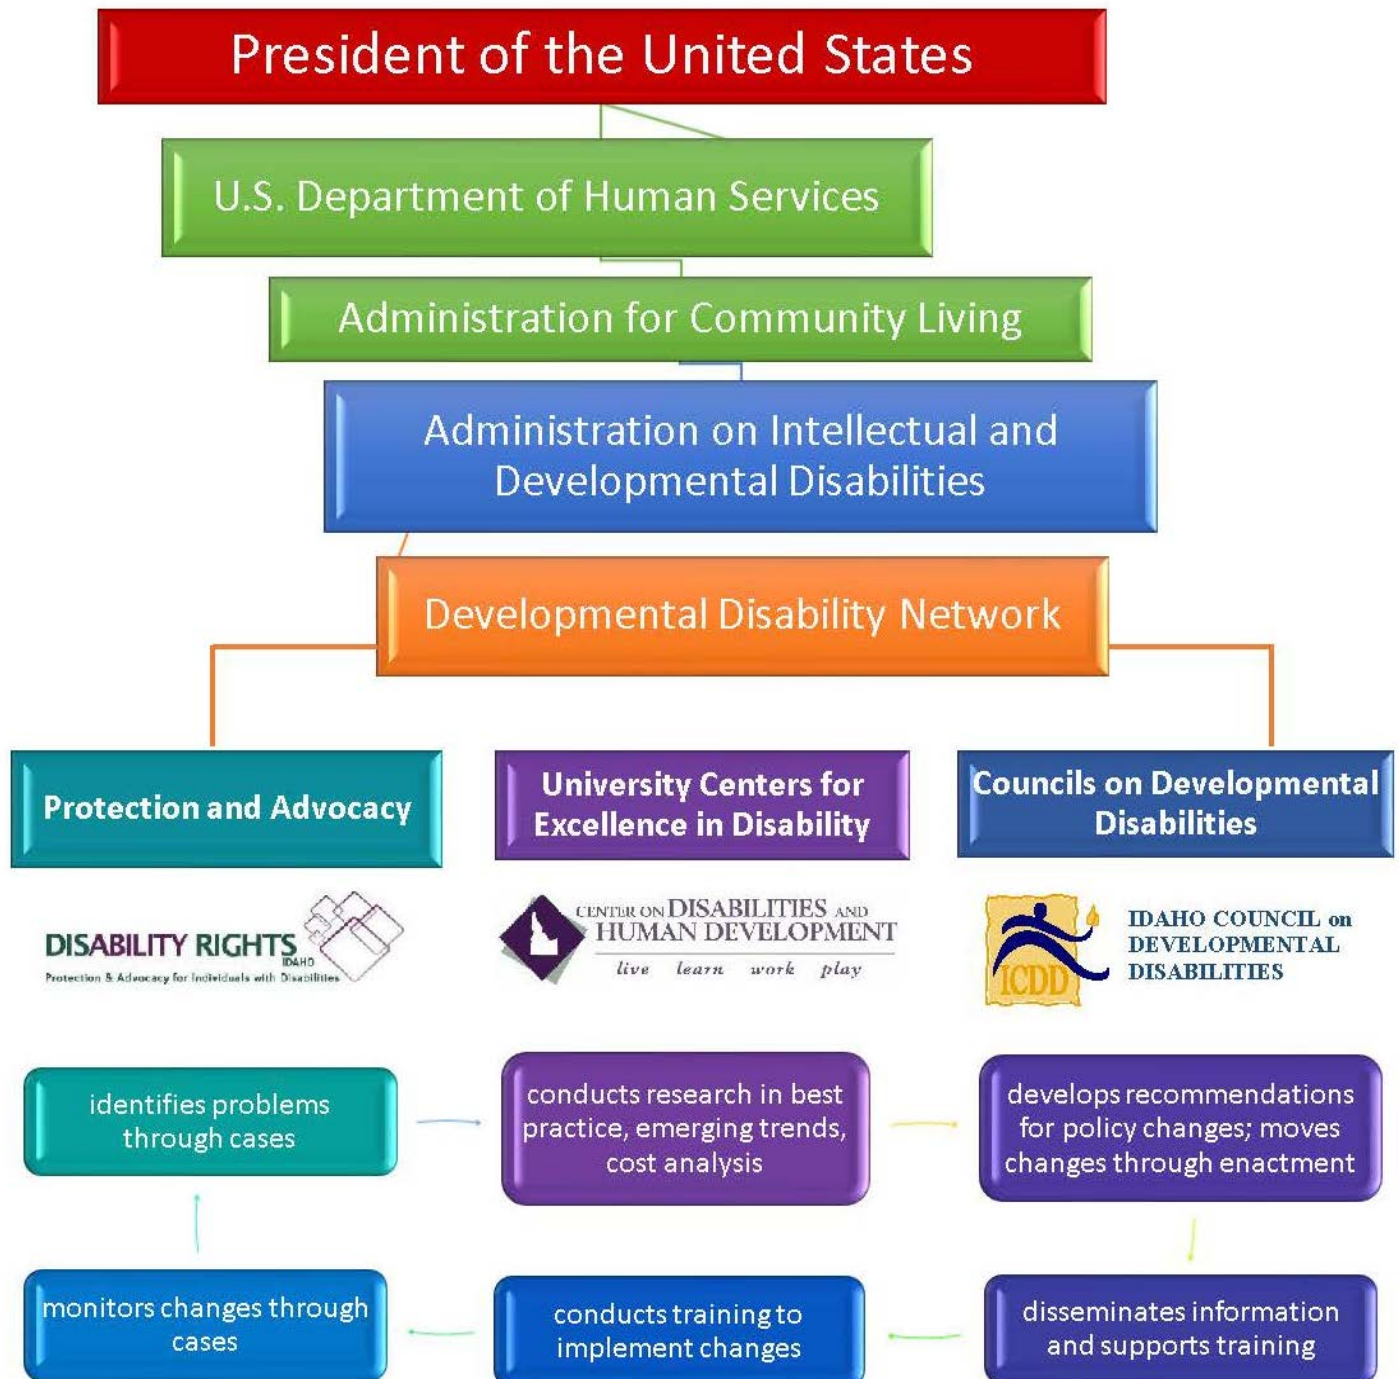 President of the United States
U.S. Department of Human Services
Administration for Community Living
Administration on Intellectual and
Developmental Disabilities
Developmental Disability Network
Protection and Advocacy
University Centers for
Excellence in Disability
Councils on Developmental
Disabilities
DISABILITY RIGHTS
IDAHO
Protection & Advocacy for Individuals with Disabilities
CENTER ON DISABILITIES AND
HUMAN DEVELOPMENT
live learn work play
ICDD
IDAHO COUNCIL on
DEVELOPMENTAL
DISABILITIES
identifies problems
through cases
conducts research in best
practice, emerging trends,
cost analysis
develops recommendations
for policy changes; moves
changes through enactment
monitors changes through
cases
conducts training to
implement changes
disseminates information
and supports training